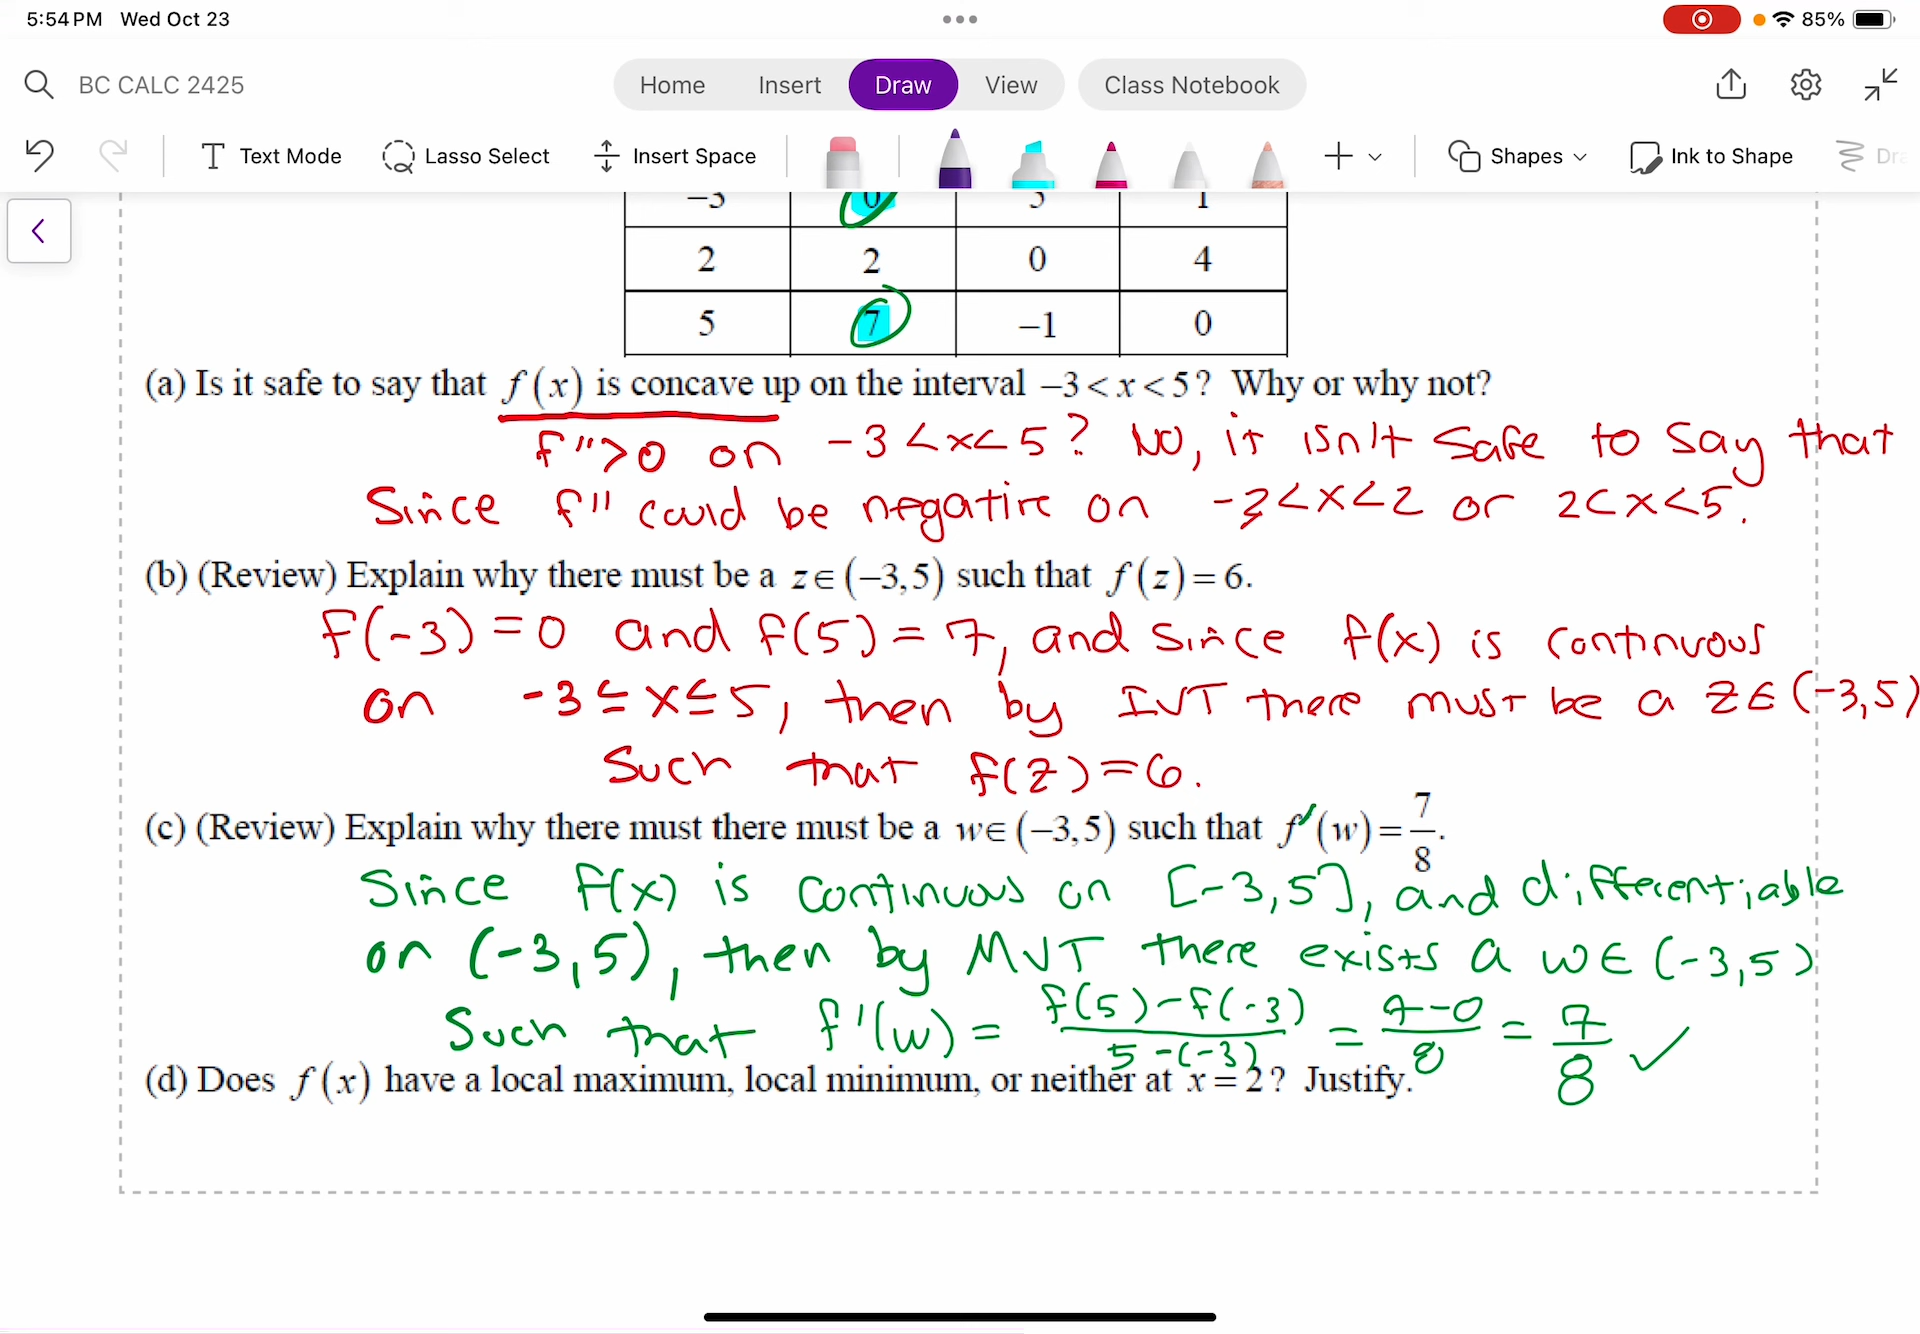 5:54 PM Wed Oct 23
85%
BC CALC 2425
Home Insert Draw View Class Notebook
Text Mode Lasso Select Insert Space Shapes Ink to Shape
-3 0 1
2 2 0 4
5 7 -1 0
(a) Is it safe to say that f(x) is concave up on the interval -3<x<5? Why or why not?
f''>0 on -3<x<5? NO, it isn't safe to say that
Since f'' could be negative on -3<x<2 or 2<x<5.
(b) (Review) Explain why there must be a z∈(-3,5) such that f(z)=6.
f(-3)=0 and f(5)=7, and since f(x) is continuous
on -3≤x≤5, then by IVT there must be a z∈(-3,5)
Such that f(z)=6.
(c) (Review) Explain why there must there must be a w∈(-3,5) such that f'(w)=7/8.
Since f(x) is continuous on [-3,5], and differentiable
on (-3,5), then by MVT there exists a w∈(-3,5)
Such that f'(w) = f(5)-f(-3)/5-(-3) = 7-0/8 = 7/8 ✓
(d) Does f(x) have a local maximum, local minimum, or neither at x=2? Justify.